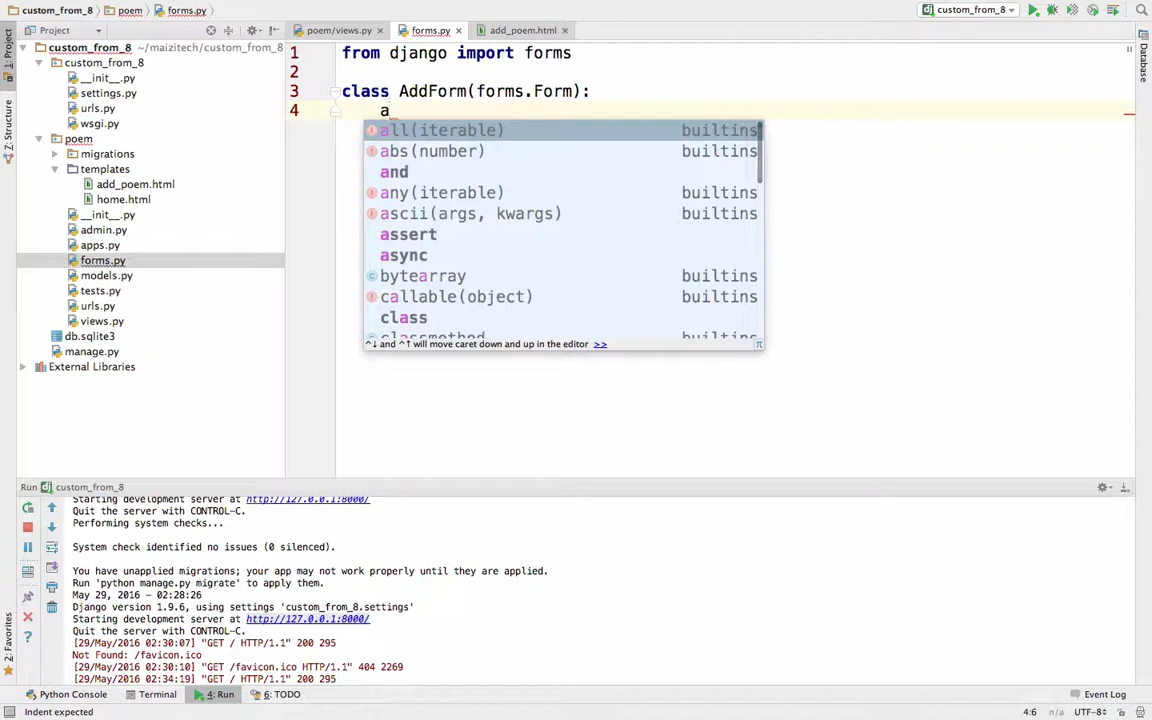 custom_from_8 poem forms.py custom_from_8
Project poem/views.py forms.py add_poem.html
1: Project
7: Structure
2: Favorites
Database
custom_from_8 ~/maizitech/custom_from_8
custom_from_8
__init__.py
settings.py
urls.py
wsgi.py
poem
migrations
templates
add_poem.html
home.html
__init__.py
admin.py
apps.py
forms.py
models.py
tests.py
urls.py
views.py
db.sqlite3
manage.py
External Libraries
1 from django import forms
2
3 class AddForm(forms.Form):
4 a
all(iterable) builtins
abs(number) builtins
and
any(iterable) builtins
ascii(args, kwargs) builtins
assert
async
bytearray builtins
callable(object) builtins
class
classmethod builtins
^↓ and ^↑ will move caret down and up in the editor >> π
Run custom_from_8
Starting development server at http://127.0.0.1:8000/
Quit the server with CONTROL-C.
Performing system checks...
System check identified no issues (0 silenced).
You have unapplied migrations; your app may not work properly until they are applied.
Run 'python manage.py migrate' to apply them.
May 29, 2016 - 02:28:26
Django version 1.9.6, using settings 'custom_from_8.settings'
Starting development server at http://127.0.0.1:8000/
Quit the server with CONTROL-C.
[29/May/2016 02:30:07] "GET / HTTP/1.1" 200 295
Not Found: /favicon.ico
[29/May/2016 02:30:10] "GET /favicon.ico HTTP/1.1" 404 2269
[29/May/2016 02:34:19] "GET / HTTP/1.1" 200 295
Python Console Terminal 4: Run 6: TODO Event Log
Indent expected 4:6 n/a UTF-8